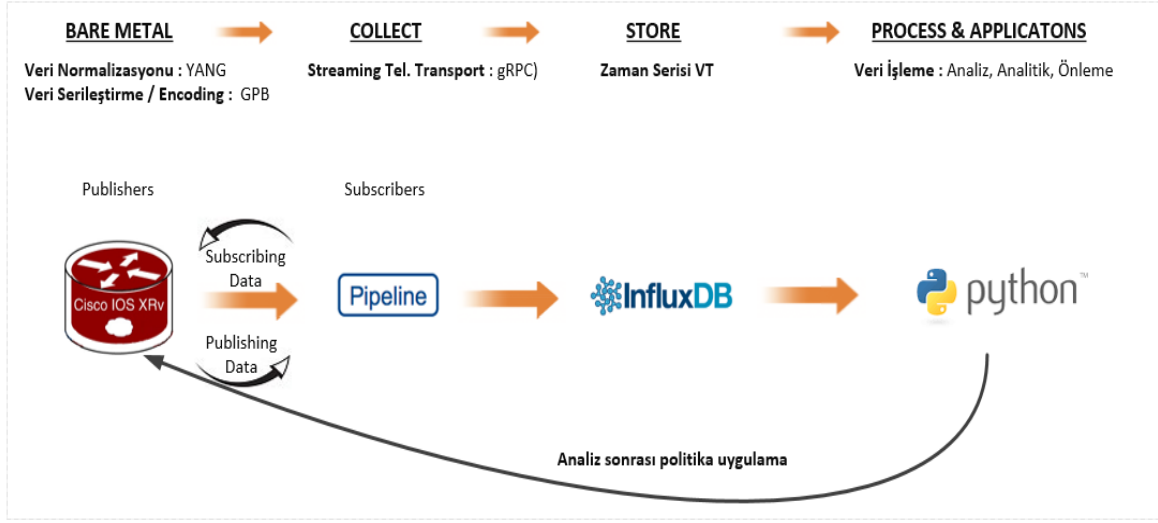 BARE METAL
COLLECT
STORE
PROCESS & APPLICATONS
Veri Normalizasyonu : YANG
Veri Serileştirme / Encoding : GPB
Streaming Tel. Transport : gRPC)
Zaman Serisi VT
Veri İşleme : Analiz, Analitik, Önleme
Publishers
Subscribers
Subscribing
Data
Cisco IOS XRv
Pipeline
InfluxDB
python™
Publishing
Data
Analiz sonrası politika uygulama